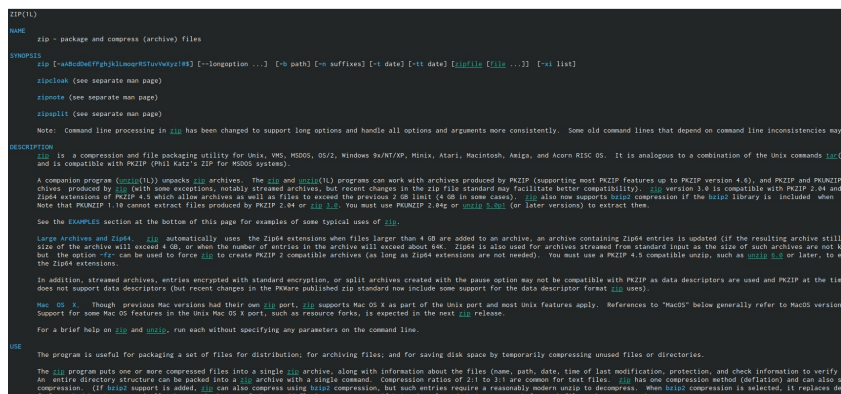 ZIP(1L)
NAME
zip - package and compress (archive) files
SYNOPSIS
zip [-aABcdDeEfFghjklLmoqrRSTuvVwXyz!@$] [--longoption ...] [-b path] [-n suffixes] [-t date] [-tt date] [zipfile [file ...]] [-xi list]
zipcloak (see separate man page)
zipnote (see separate man page)
zipsplit (see separate man page)
Note: Command line processing in zip has been changed to support long options and handle all options and arguments more consistently. Some old command lines that depend on command line inconsistencies may
DESCRIPTION
zip is a compression and file packaging utility for Unix, VMS, MSDOS, OS/2, Windows 9x/NT/XP, Minix, Atari, Macintosh, Amiga, and Acorn RISC OS. It is analogous to a combination of the Unix commands tar(
and is compatible with PKZIP (Phil Katz's ZIP for MSDOS systems).
A companion program (unzip(1L)) unpacks zip archives. The zip and unzip(1L) programs can work with archives produced by PKZIP (supporting most PKZIP features up to PKZIP version 4.6), and PKZIP and PKUNZIP
chives produced by zip (with some exceptions, notably streamed archives, but recent changes in the zip file standard may facilitate better compatibility). zip version 3.0 is compatible with PKZIP 2.04 and
Zip64 extensions of PKZIP 4.5 which allow archives as well as files to exceed the previous 2 GB limit (4 GB in some cases). zip also now supports bzip2 compression if the bzip2 library is included when
Note that PKUNZIP 1.10 cannot extract files produced by PKZIP 2.04 or zip 3.0. You must use PKUNZIP 2.04g or unzip 5.0p1 (or later versions) to extract them.
See the EXAMPLES section at the bottom of this page for examples of some typical uses of zip.
Large Archives and Zip64. zip automatically uses the Zip64 extensions when files larger than 4 GB are added to an archive, an archive containing Zip64 entries is updated (if the resulting archive still
size of the archive will exceed 4 GB, or when the number of entries in the archive will exceed about 64K. Zip64 is also used for archives streamed from standard input as the size of such archives are not k
but the option -fz- can be used to force zip to create PKZIP 2 compatible archives (as long as Zip64 extensions are not needed). You must use a PKZIP 4.5 compatible unzip, such as unzip 6.0 or later, to e
the Zip64 extensions.
In addition, streamed archives, entries encrypted with standard encryption, or split archives created with the pause option may not be compatible with PKZIP as data descriptors are used and PKZIP at the tim
does not support data descriptors (but recent changes in the PKWare published zip standard now include some support for the data descriptor format zip uses).
Mac OS X. Though previous Mac versions had their own zip port, zip supports Mac OS X as part of the Unix port and most Unix features apply. References to "MacOS" below generally refer to MacOS version
Support for some Mac OS features in the Unix Mac OS X port, such as resource forks, is expected in the next zip release.
For a brief help on zip and unzip, run each without specifying any parameters on the command line.
USE
The program is useful for packaging a set of files for distribution; for archiving files; and for saving disk space by temporarily compressing unused files or directories.
The zip program puts one or more compressed files into a single zip archive, along with information about the files (name, path, date, time of last modification, protection, and check information to verify
An entire directory structure can be packed into a zip archive with a single command. Compression ratios of 2:1 to 3:1 are common for text files. zip has one compression method (deflation) and can also s
compression. (If bzip2 support is added, zip can also compress using bzip2 compression, but such entries require a reasonably modern unzip to decompress. When bzip2 compression is selected, it replaces de